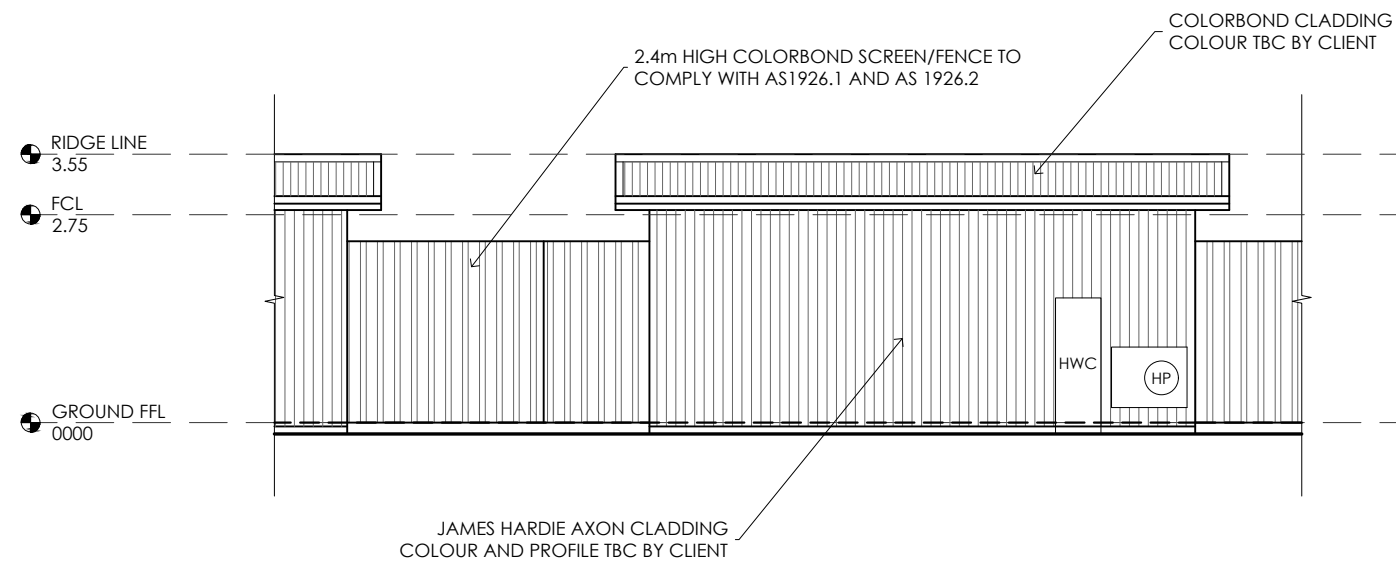 COLORBOND CLADDING
COLOUR TBC BY CLIENT
2.4m HIGH COLORBOND SCREEN/FENCE TO
COMPLY WITH AS1926.1 AND AS 1926.2
RIDGE LINE
3.55
FCL
2.75
HWC
HP
GROUND FFL
0000
JAMES HARDIE AXON CLADDING
COLOUR AND PROFILE TBC BY CLIENT